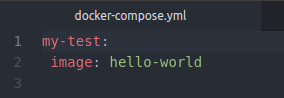 docker-compose.yml
1 my-test:
2  image: hello-world
3